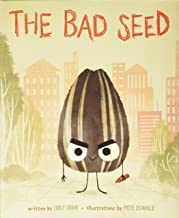 THE BAD SEED
written by JORY JOHN • illustrations by PETE OSWALD